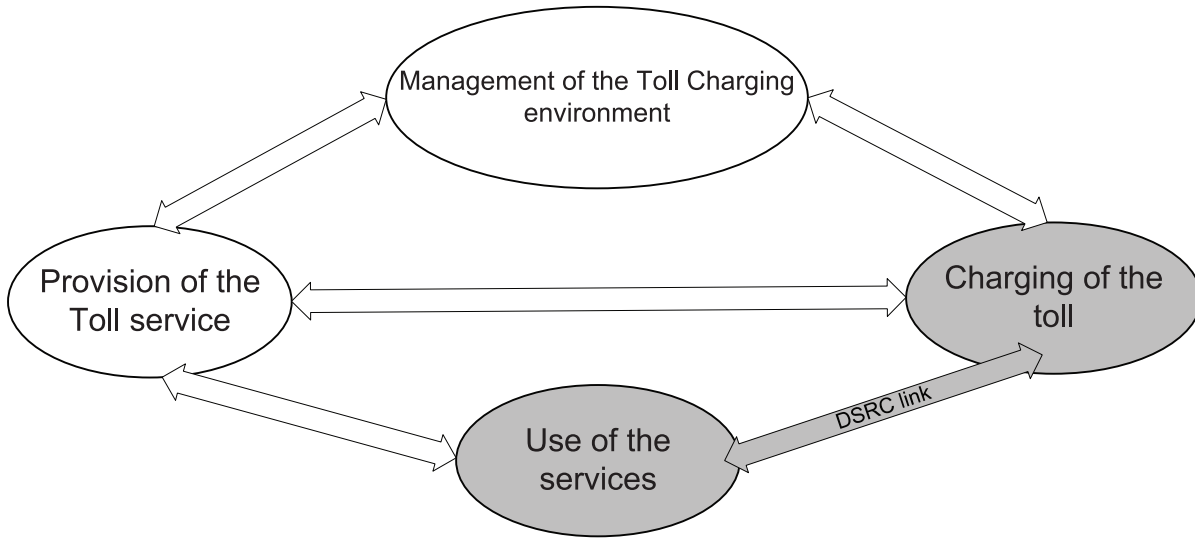 Management of the Toll Charging
environment
Provision of the
Toll service
Charging of the
toll
DSRC link
Use of the
services